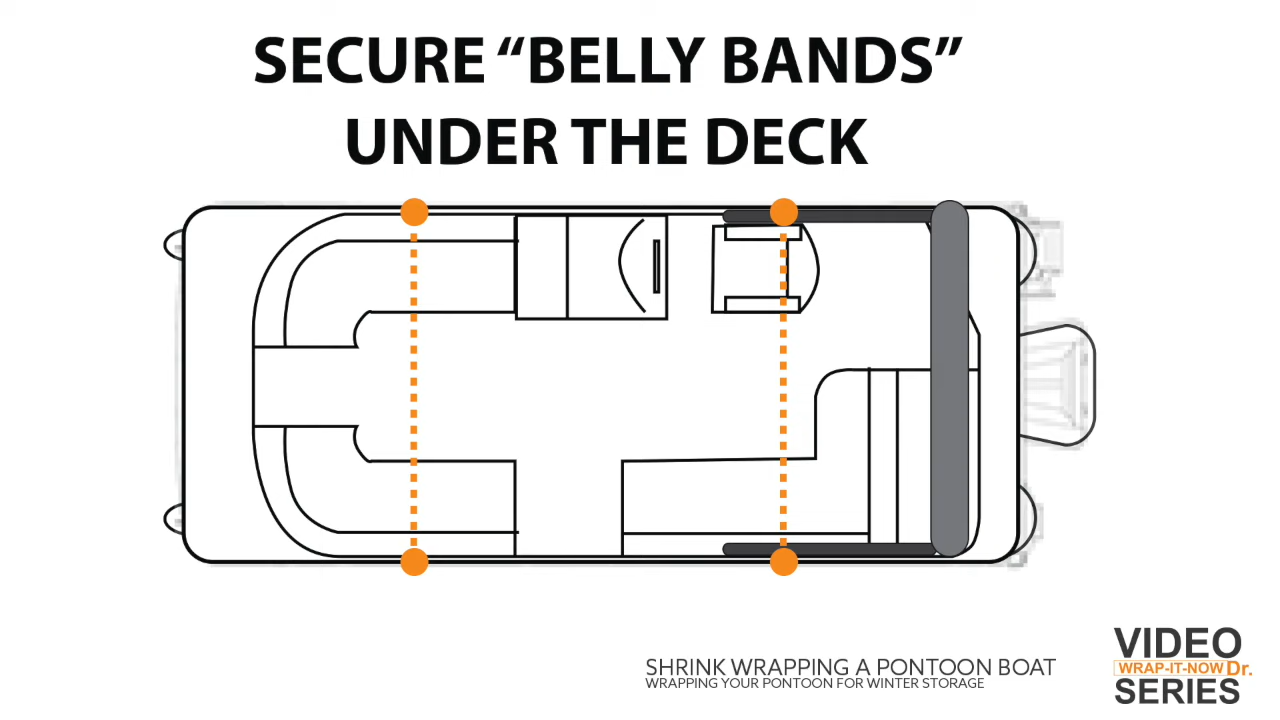 SECURE “BELLY BANDS”
UNDER THE DECK
SHRINK WRAPPING A PONTOON BOAT
WRAPPING YOUR PONTOON FOR WINTER STORAGE
VIDEO
WRAP-IT-NOW Dr.
SERIES